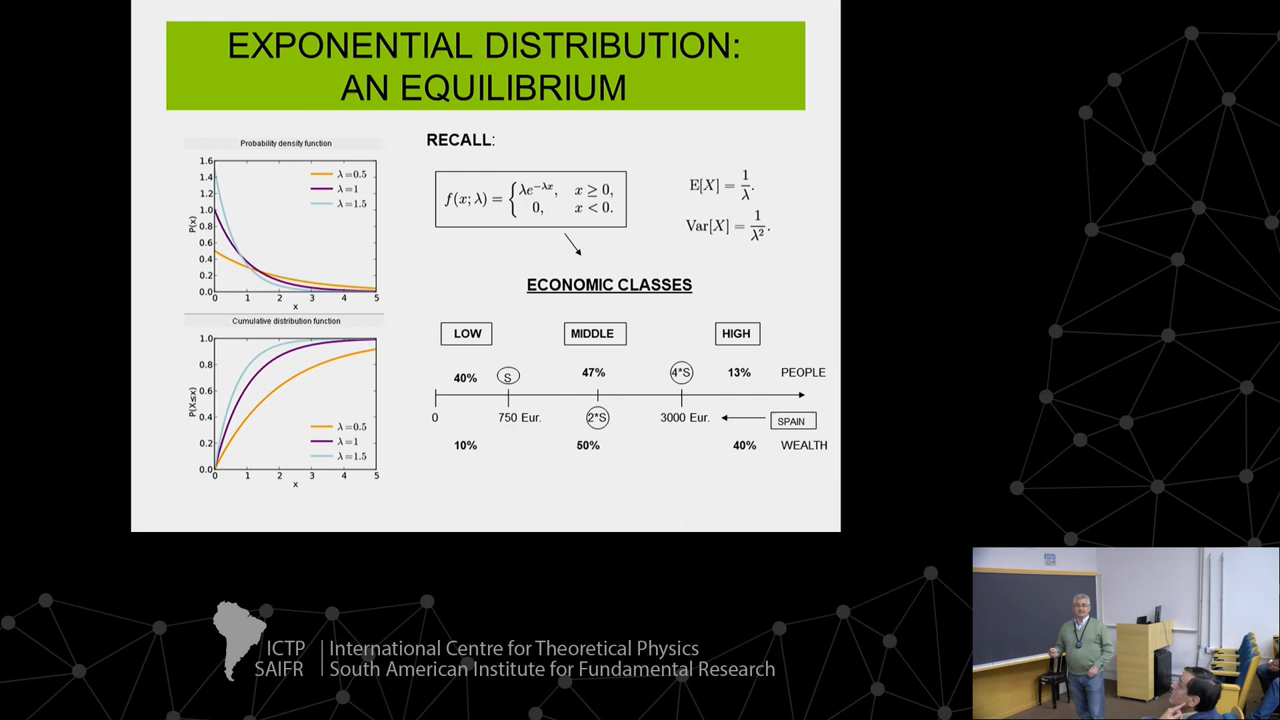 EXPONENTIAL DISTRIBUTION:
AN EQUILIBRIUM
Probability density function
1.6
1.4
1.2
1.0
0.8
0.6
0.4
0.2
0.0
P(x)
λ=0.5
λ=1
λ=1.5
0 1 2 3 4 5
x
Cumulative distribution function
1.0
0.8
0.6
0.4
0.2
0.0
P(X≤x)
λ=0.5
λ=1
λ=1.5
0 1 2 3 4 5
x
RECALL:
f(x; λ) = { λe^{-λx}, x ≥ 0,
0, x < 0.
E[X] = 1/λ.
Var[X] = 1/λ².
ECONOMIC CLASSES
LOW MIDDLE HIGH
40% S 47% 4*S 13% PEOPLE
0 750 Eur. 2*S 3000 Eur. SPAIN
10% 50% 40% WEALTH
ICTP International Centre for Theoretical Physics
SAIFR South American Institute for Fundamental Research